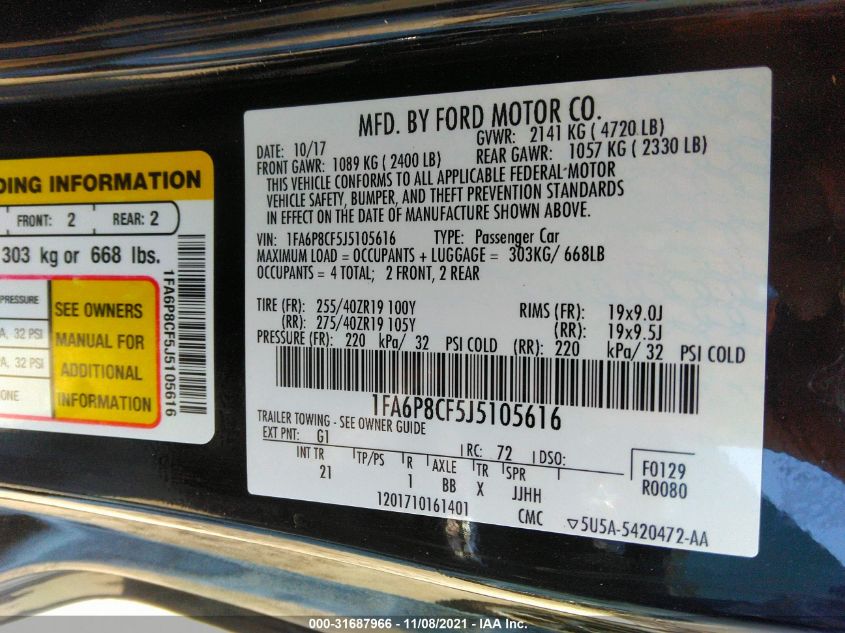 DING INFORMATION
FRONT: 2 REAR: 2
303 kg or 668 lbs.
PRESSURE
A, 32 PSI
PA, 32 PSI
ONE
SEE OWNERS
MANUAL FOR
ADDITIONAL
INFORMATION
1FA6P8CF5J5105616
MFD. BY FORD MOTOR CO.
DATE: 10/17 GVWR: 2141 KG ( 4720 LB)
FRONT GAWR: 1089 KG ( 2400 LB) REAR GAWR: 1057 KG ( 2330 LB)
THIS VEHICLE CONFORMS TO ALL APPLICABLE FEDERAL MOTOR
VEHICLE SAFETY, BUMPER, AND THEFT PREVENTION STANDARDS
IN EFFECT ON THE DATE OF MANUFACTURE SHOWN ABOVE.
VIN: 1FA6P8CF5J5105616 TYPE: Passenger Car
MAXIMUM LOAD = OCCUPANTS + LUGGAGE = 303KG/ 668LB
OCCUPANTS = 4 TOTAL; 2 FRONT, 2 REAR
TIRE (FR): 255/40ZR19 100Y RIMS (FR): 19x9.0J
(RR): 275/40ZR19 105Y (RR): 19x9.5J
PRESSURE (FR): 220 kPa/ 32 PSI COLD (RR): 220 kPa/ 32 PSI COLD
1FA6P8CF5J5105616
TRAILER TOWING - SEE OWNER GUIDE
EXT PNT: G1 RC: 72 DSO:
INT TR TP/PS R AXLE TR SPR
21 1 BB X JJHH
F0129
R0080
1201710161401 CMC ▽5U5A-5420472-AA
000-31687966 - 11/08/2021 - IAA Inc.